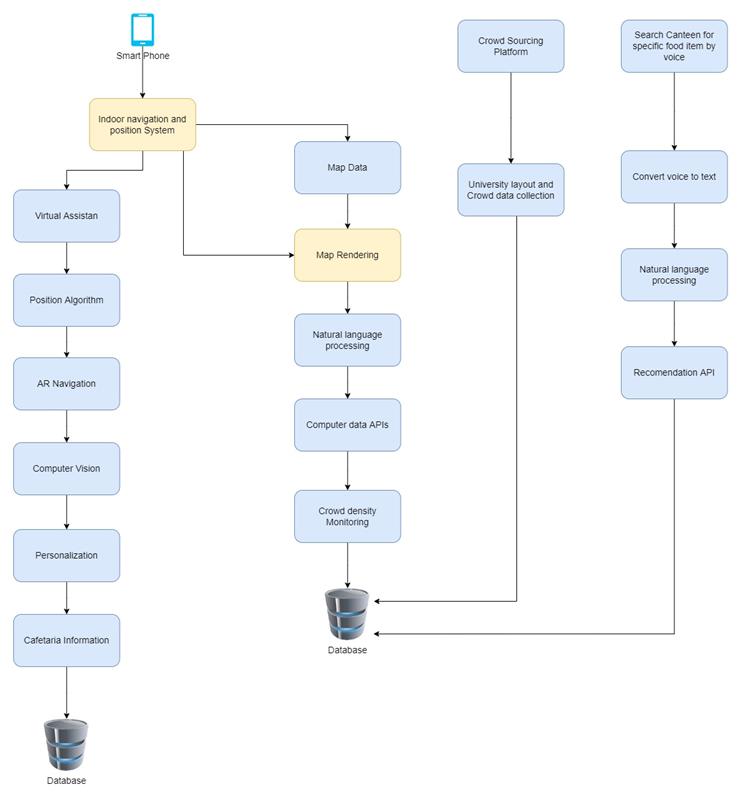 Smart Phone
Indoor navigation and
position System
Virtual Assistan
Position Algorithm
AR Navigation
Computer Vision
Personalization
Cafetaria Information
Database
Map Data
Map Rendering
Natural language
processing
Computer data APIs
Crowd density
Monitoring
Database
Crowd Sourcing
Platform
University layout and
Crowd data collection
Search Canteen for
specific food item by
voice
Convert voice to text
Natural language
processing
Recomendation API